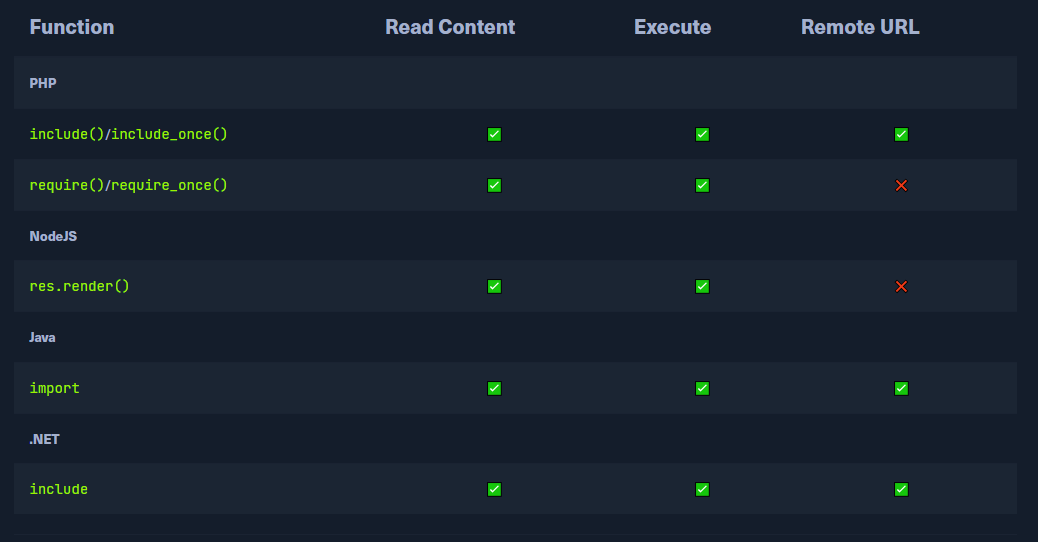 Function Read Content Execute Remote URL
PHP
include()/include_once() ✅ ✅ ✅
require()/require_once() ✅ ✅ ❌
NodeJS
res.render() ✅ ✅ ❌
Java
import ✅ ✅ ✅
.NET
include ✅ ✅ ✅